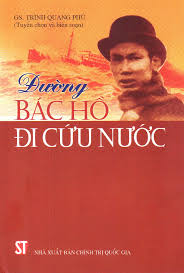 GS. TRÌNH QUANG PHÚ
(Tuyển chọn và biên soạn)
Đường
BÁC HỒ
ĐI CỨU NƯỚC
ST
NHÀ XUẤT BẢN CHÍNH TRỊ QUỐC GIA